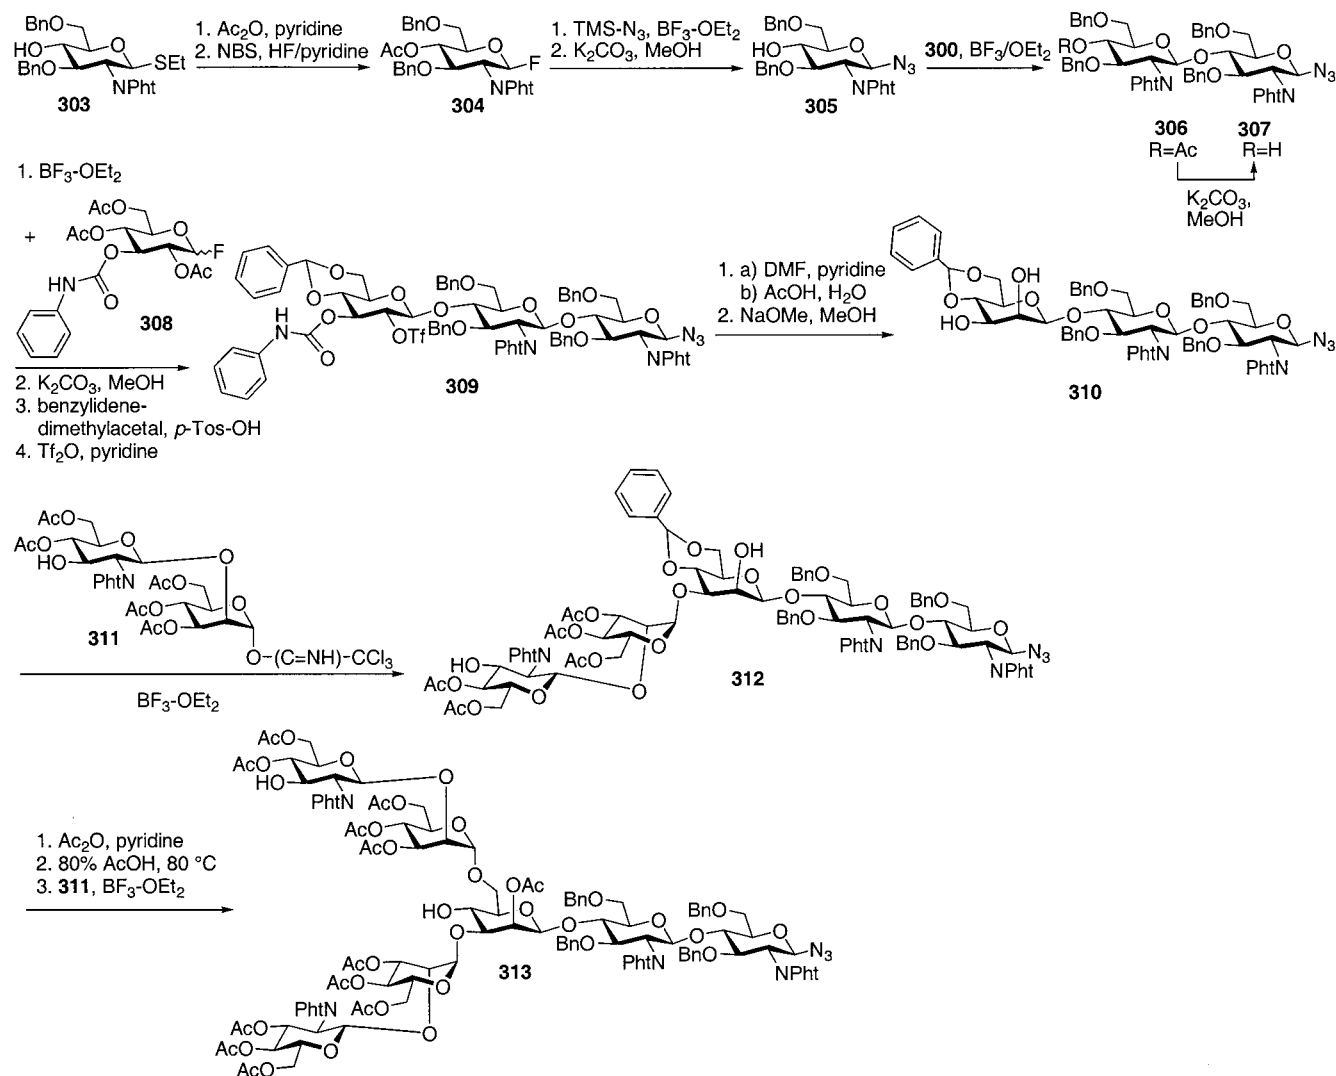 BnO
HO
BnO
O
SEt
NPht
303
1. Ac₂O, pyridine
2. NBS, HF/pyridine
BnO
AcO
BnO
O
F
NPht
304
1. TMS-N₃, BF₃-OEt₂
2. K₂CO₃, MeOH
BnO
HO
BnO
O
N₃
NPht
305
300, BF₃/OEt₂
BnO
RO
BnO
O
PhtN
O
BnO
BnO
O
PhtN
N₃
306 307
R=Ac R=H
K₂CO₃,
MeOH
1. BF₃-OEt₂
+
AcO
AcO
O
O
F
OAc
H
N
O
308
2. K₂CO₃, MeOH
3. benzylidene-
dimethylacetal, p-Tos-OH
4. Tf₂O, pyridine
O
O
O
O
OTf
H
N
O
O
BnO
BnO
O
PhtN
O
BnO
BnO
O
NPht
N₃
309
1. a) DMF, pyridine
b) AcOH, H₂O
2. NaOMe, MeOH
O
O
OH
O
HO
O
BnO
BnO
O
PhtN
O
BnO
BnO
O
PhtN
N₃
310
AcO
AcO
HO
O
PhtN
O
AcO
AcO
AcO
O
O-(C=NH)-CCl₃
311
BF₃-OEt₂
O
O
OH
O
O
O
BnO
BnO
O
PhtN
O
BnO
BnO
O
NPht
N₃
AcO
AcO
AcO
O
PhtN
HO
AcO
AcO
O
O
312
1. Ac₂O, pyridine
2. 80% AcOH, 80 °C
3. 311, BF₃-OEt₂
AcO
AcO
HO
O
PhtN
O
AcO
AcO
AcO
O
O
OAc
HO
O
O
O
BnO
BnO
O
PhtN
O
BnO
BnO
O
NPht
N₃
313
AcO
AcO
AcO
O
PhtN
AcO
AcO
AcO
O
O